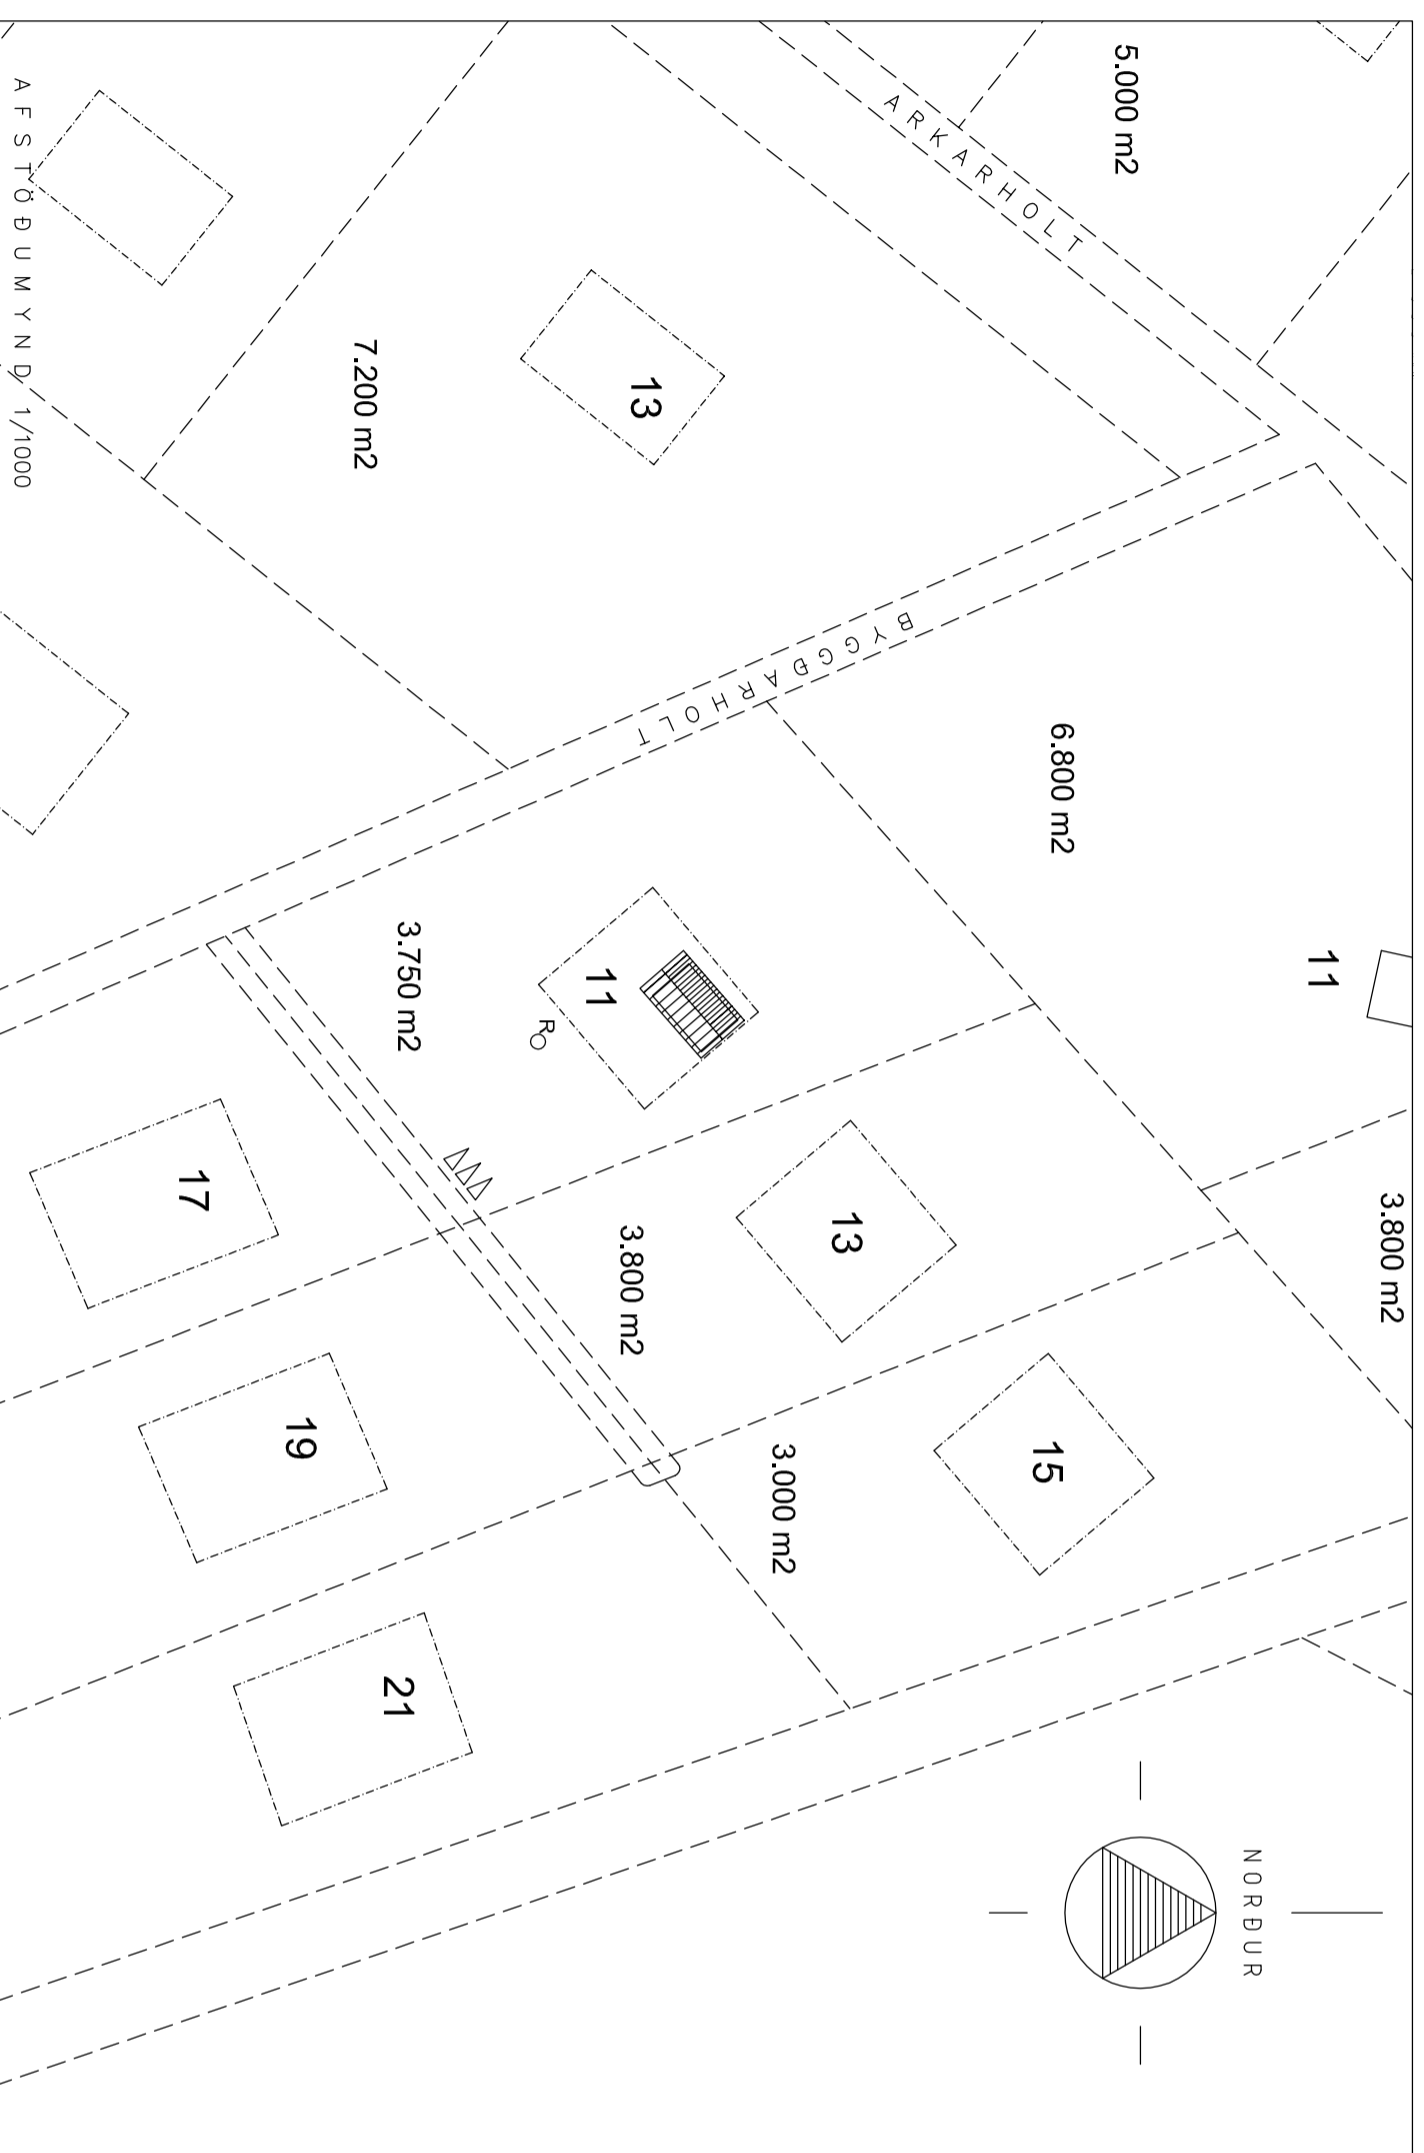 5.000 m2
ARKARHOLT
13
7.200 m2
AFSTÖÐUMYND 1/1000
BYGGÐARHOLT
6.800 m2
11
3.800 m2
11
R
3.750 m2
13
3.800 m2
15
3.000 m2
17
19
21
NORÐUR